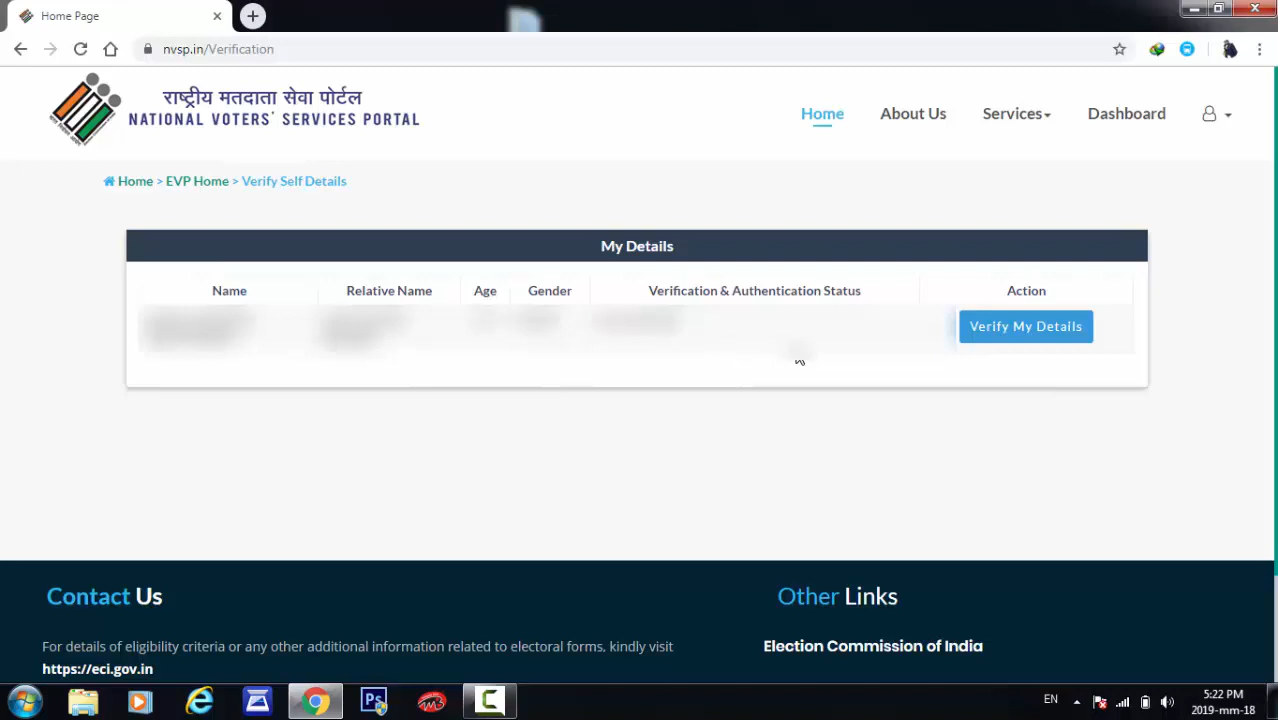 Home Page
nvsp.in/Verification
राष्ट्रीय मतदाता सेवा पोर्टल
NATIONAL VOTERS' SERVICES PORTAL
Home About Us Services Dashboard
Home > EVP Home > Verify Self Details
My Details
Name Relative Name Age Gender Verification & Authentication Status Action
Verify My Details
Contact Us
Other Links
For details of eligibility criteria or any other additional information related to electoral forms, kindly visit
https://eci.gov.in
Election Commission of India
Ps
EN
5:22 PM
2019-mm-18